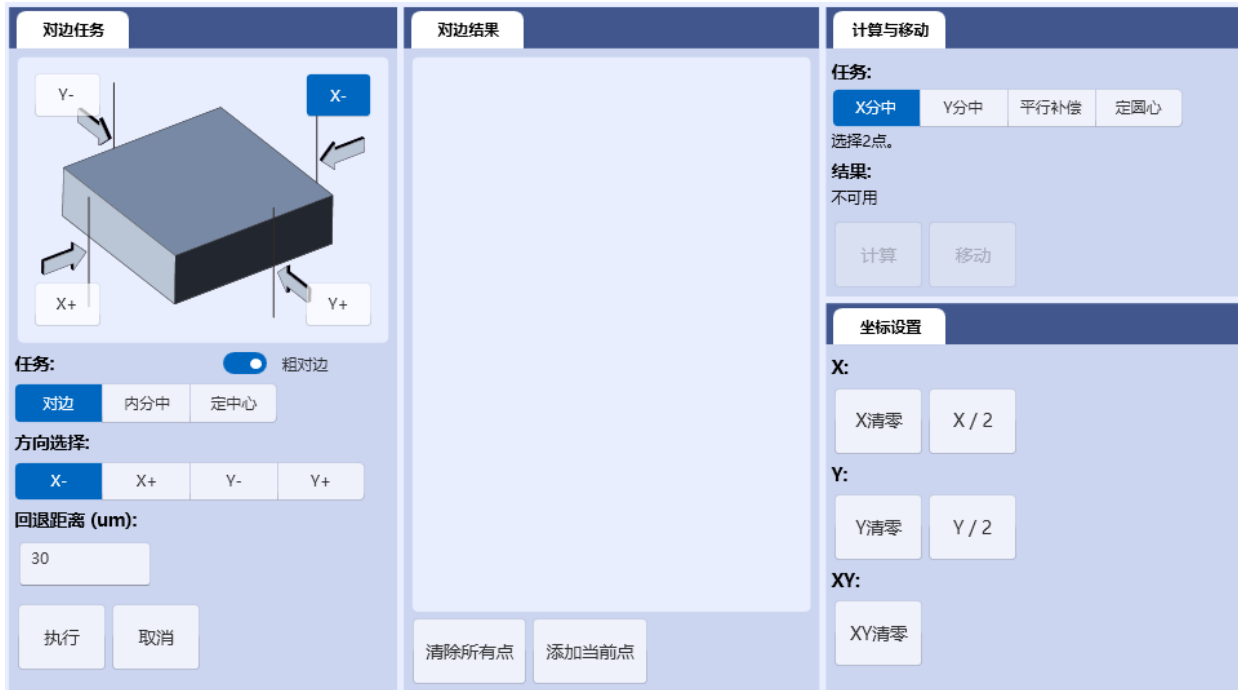 对边任务
Y-
X-
X+
Y+
任务:
粗对边
对边
内分中
定中心
方向选择:
X-
X+
Y-
Y+
回退距离 (um):
30
执行
取消
对边结果
清除所有点
添加当前点
计算与移动
任务:
X分中
Y分中
平行补偿
定圆心
选择2点。
结果:
不可用
计算
移动
坐标设置
X:
X清零
X / 2
Y:
Y清零
Y / 2
XY:
XY清零